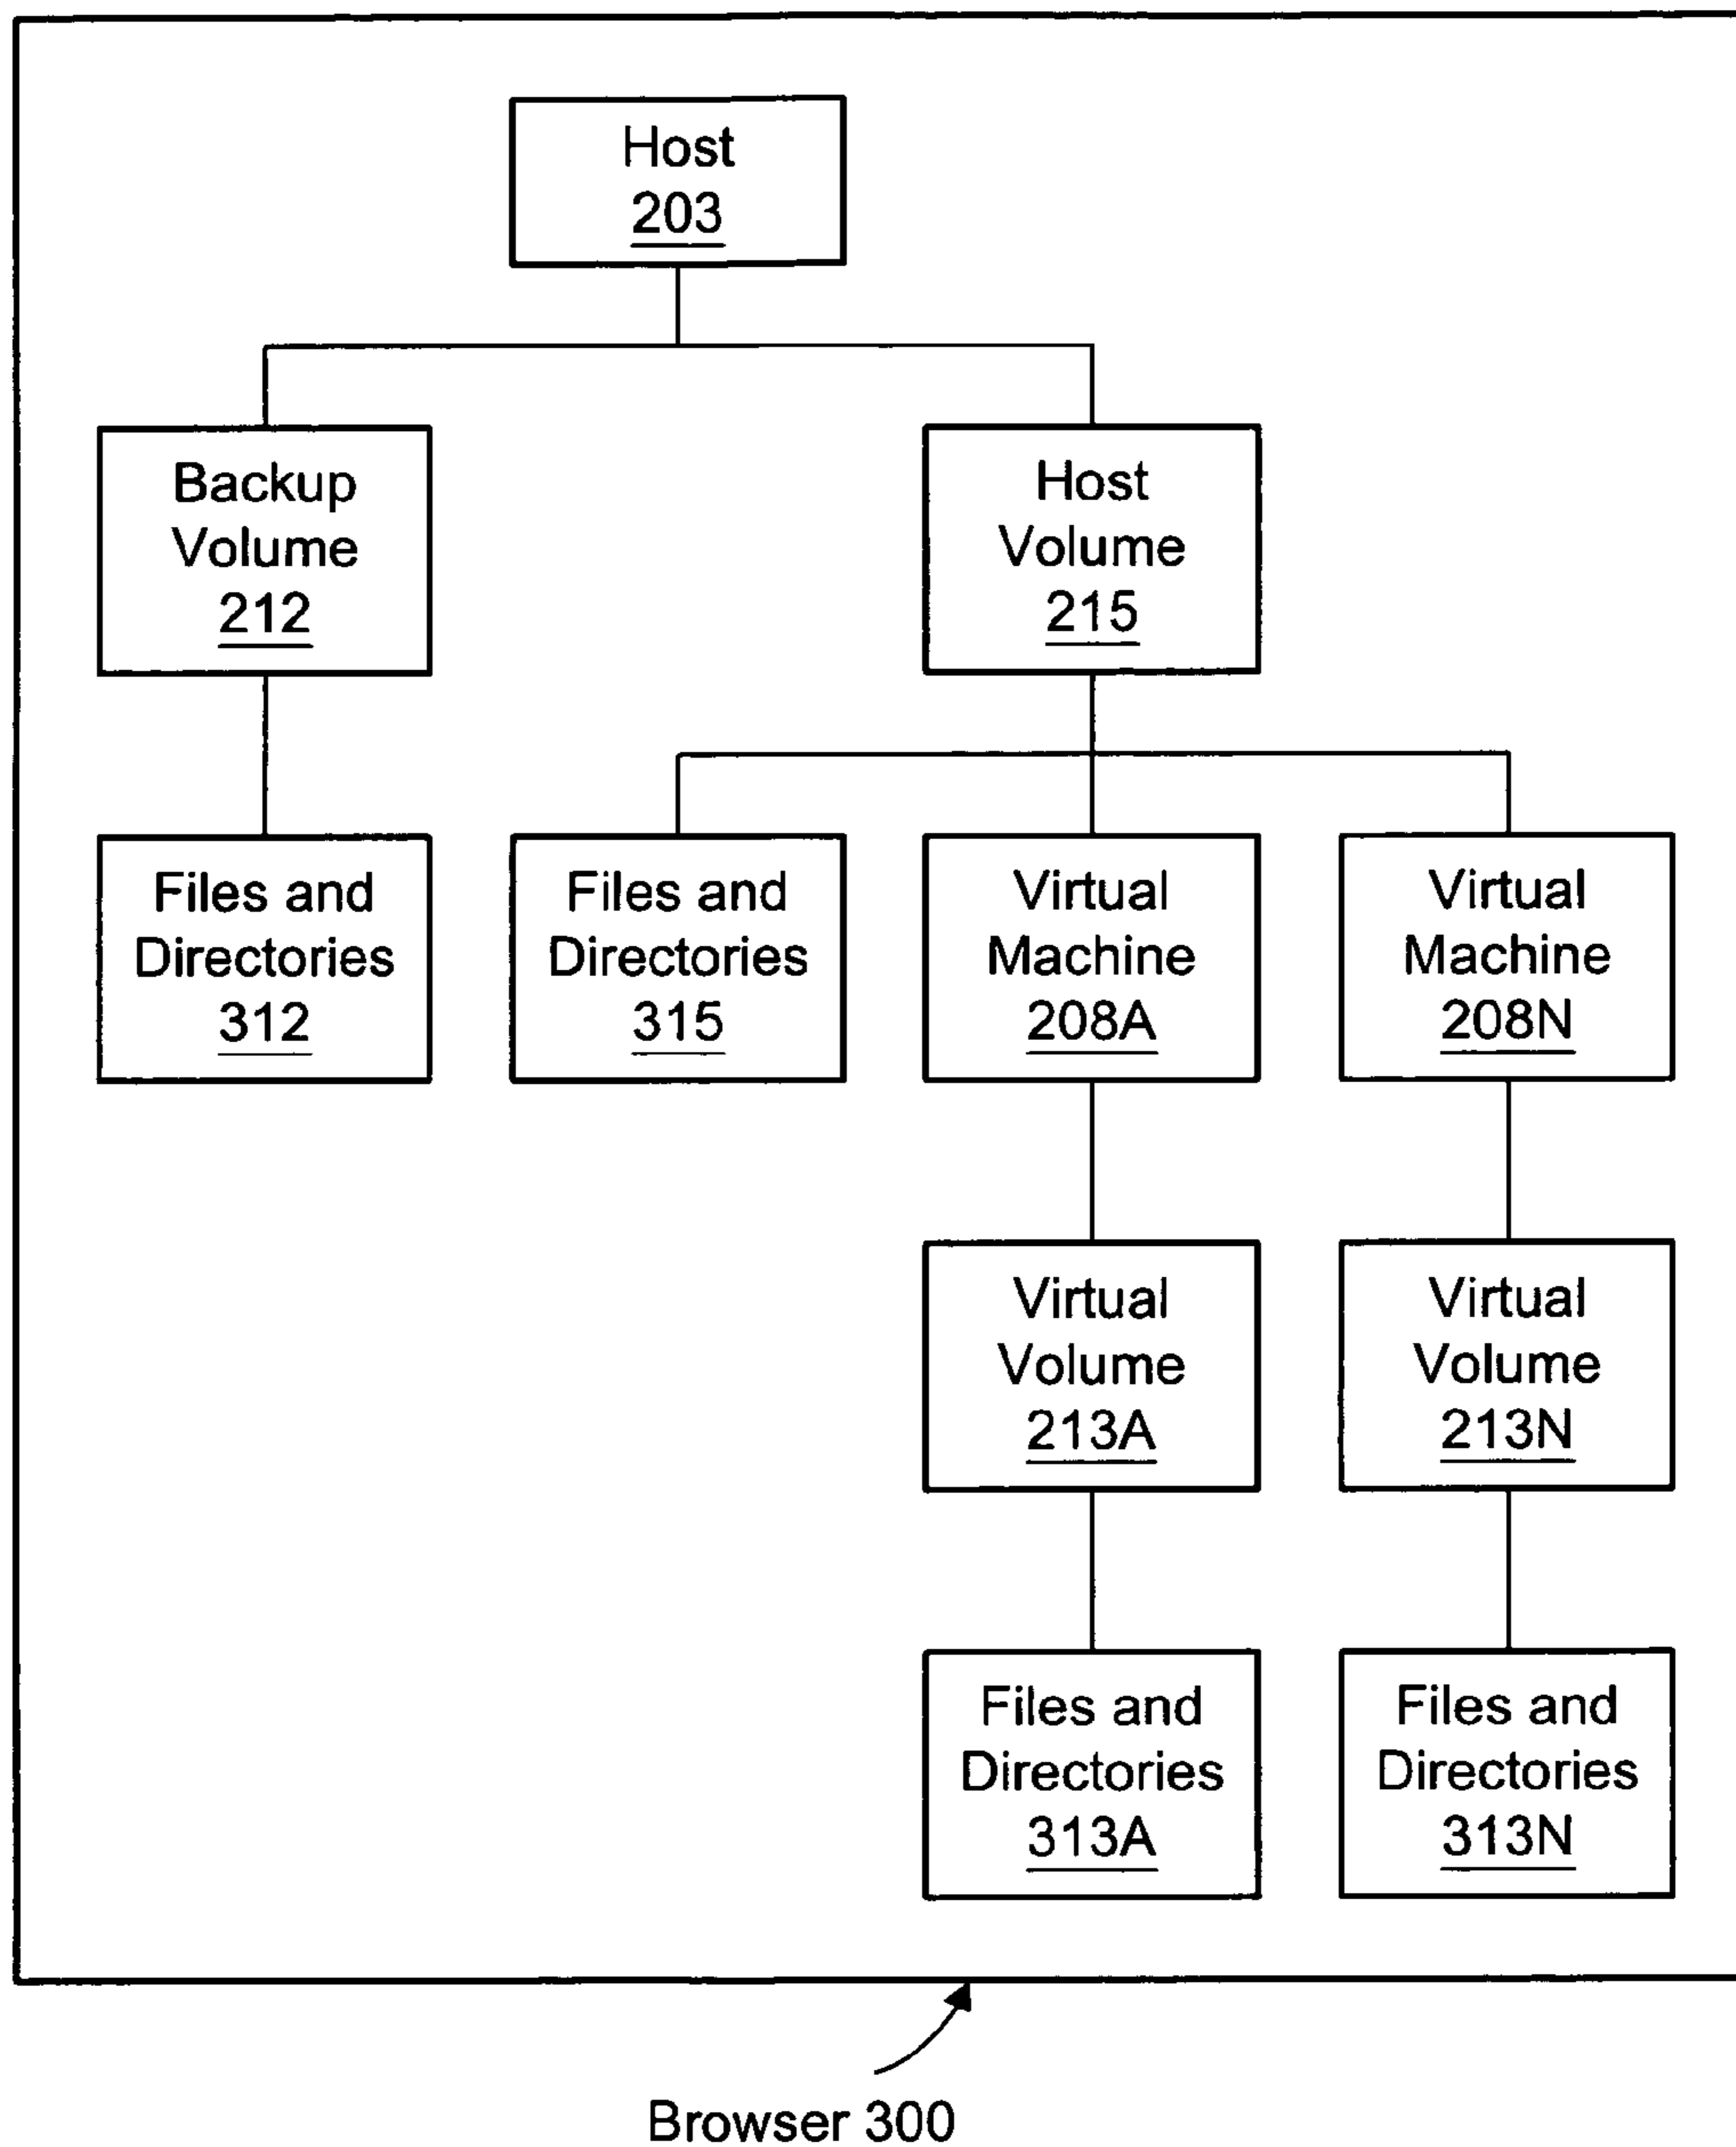 Host
203
Backup
Volume
212
Host
Volume
215
Files and
Directories
312
Files and
Directories
315
Virtual
Machine
208A
Virtual
Machine
208N
Virtual
Volume
213A
Virtual
Volume
213N
Files and
Directories
313A
Files and
Directories
313N
Browser 300